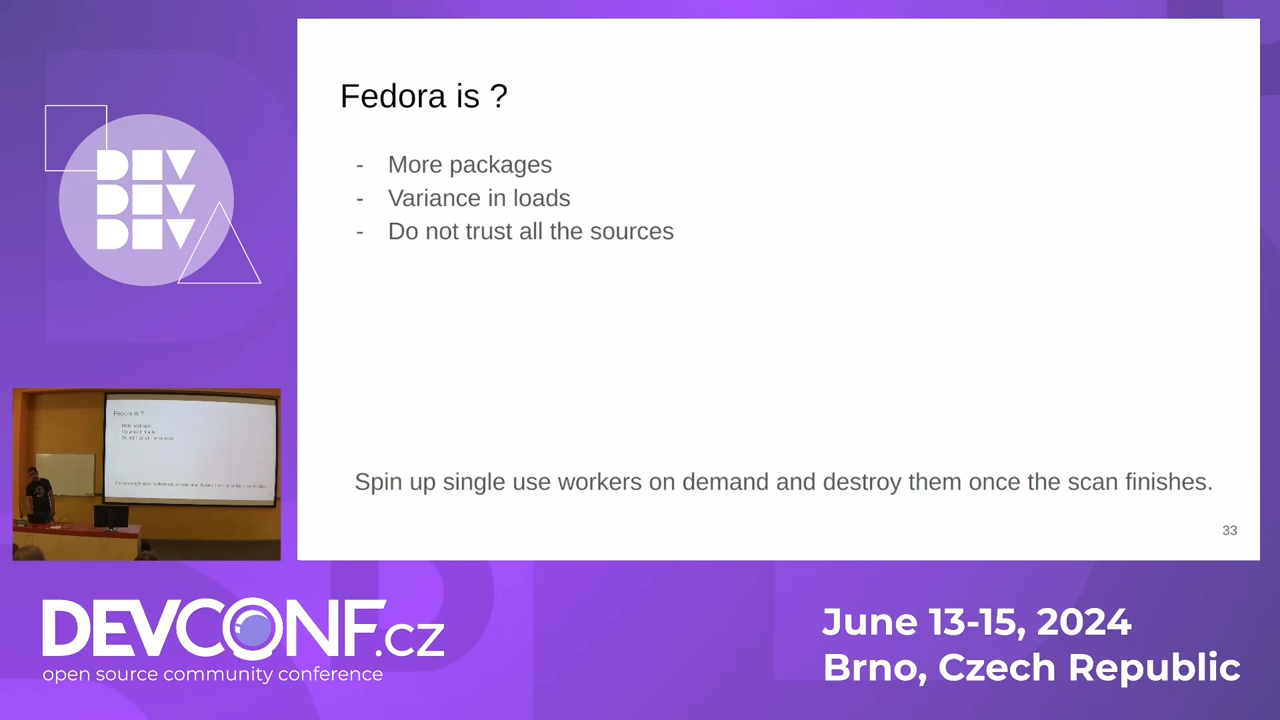 Fedora is ?
- More packages
- Variance in loads
- Do not trust all the sources
Spin up single use workers on demand and destroy them once the scan finishes.
33
DEV
DEV
DEV
Fedora is ?
DEVCONF.cz
open source community conference
June 13-15, 2024
Brno, Czech Republic